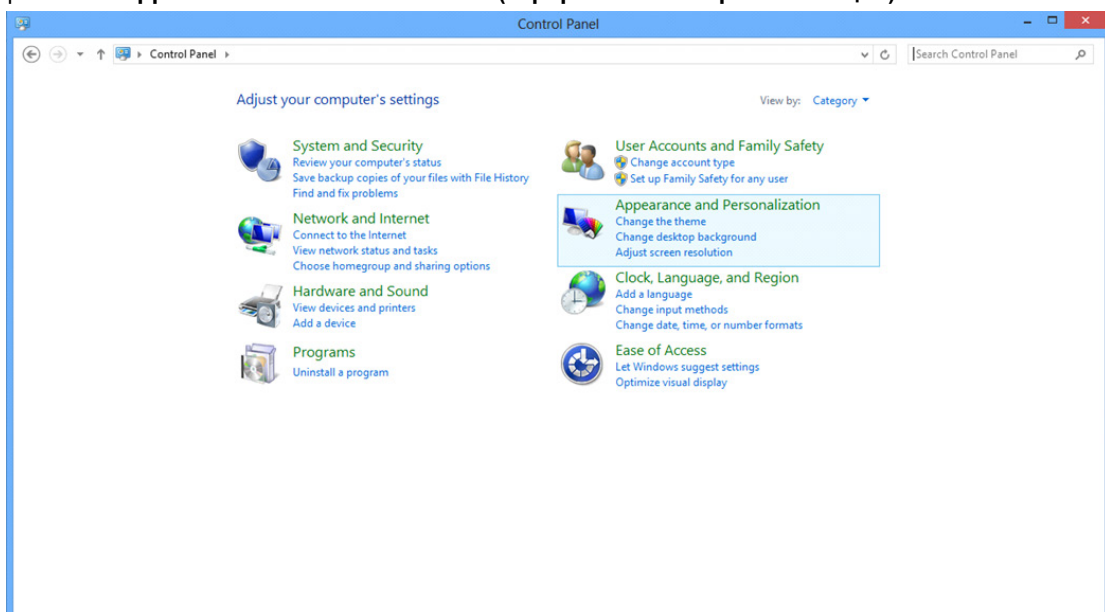 Control Panel
Control Panel
Search Control Panel
Adjust your computer's settings
View by: Category
System and Security
Review your computer's status
Save backup copies of your files with File History
Find and fix problems
Network and Internet
Connect to the Internet
View network status and tasks
Choose homegroup and sharing options
Hardware and Sound
View devices and printers
Add a device
Programs
Uninstall a program
User Accounts and Family Safety
Change account type
Set up Family Safety for any user
Appearance and Personalization
Change the theme
Change desktop background
Adjust screen resolution
Clock, Language, and Region
Add a language
Change input methods
Change date, time, or number formats
Ease of Access
Let Windows suggest settings
Optimize visual display